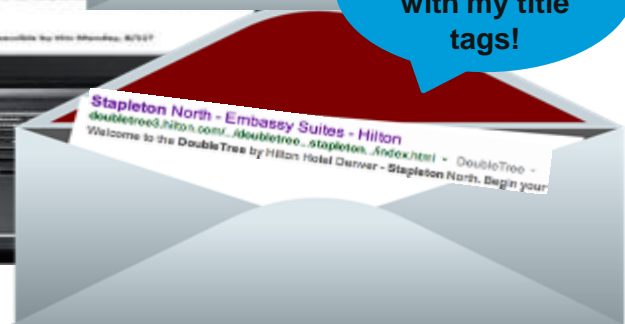 with my title
tags!
Stapleton North - Embassy Suites - Hilton
doubletree3.hilton.com/.../doubletree...stapleton.../index.html - DoubleTree -
Welcome to the DoubleTree by Hilton Hotel Denver - Stapleton North. Begin your